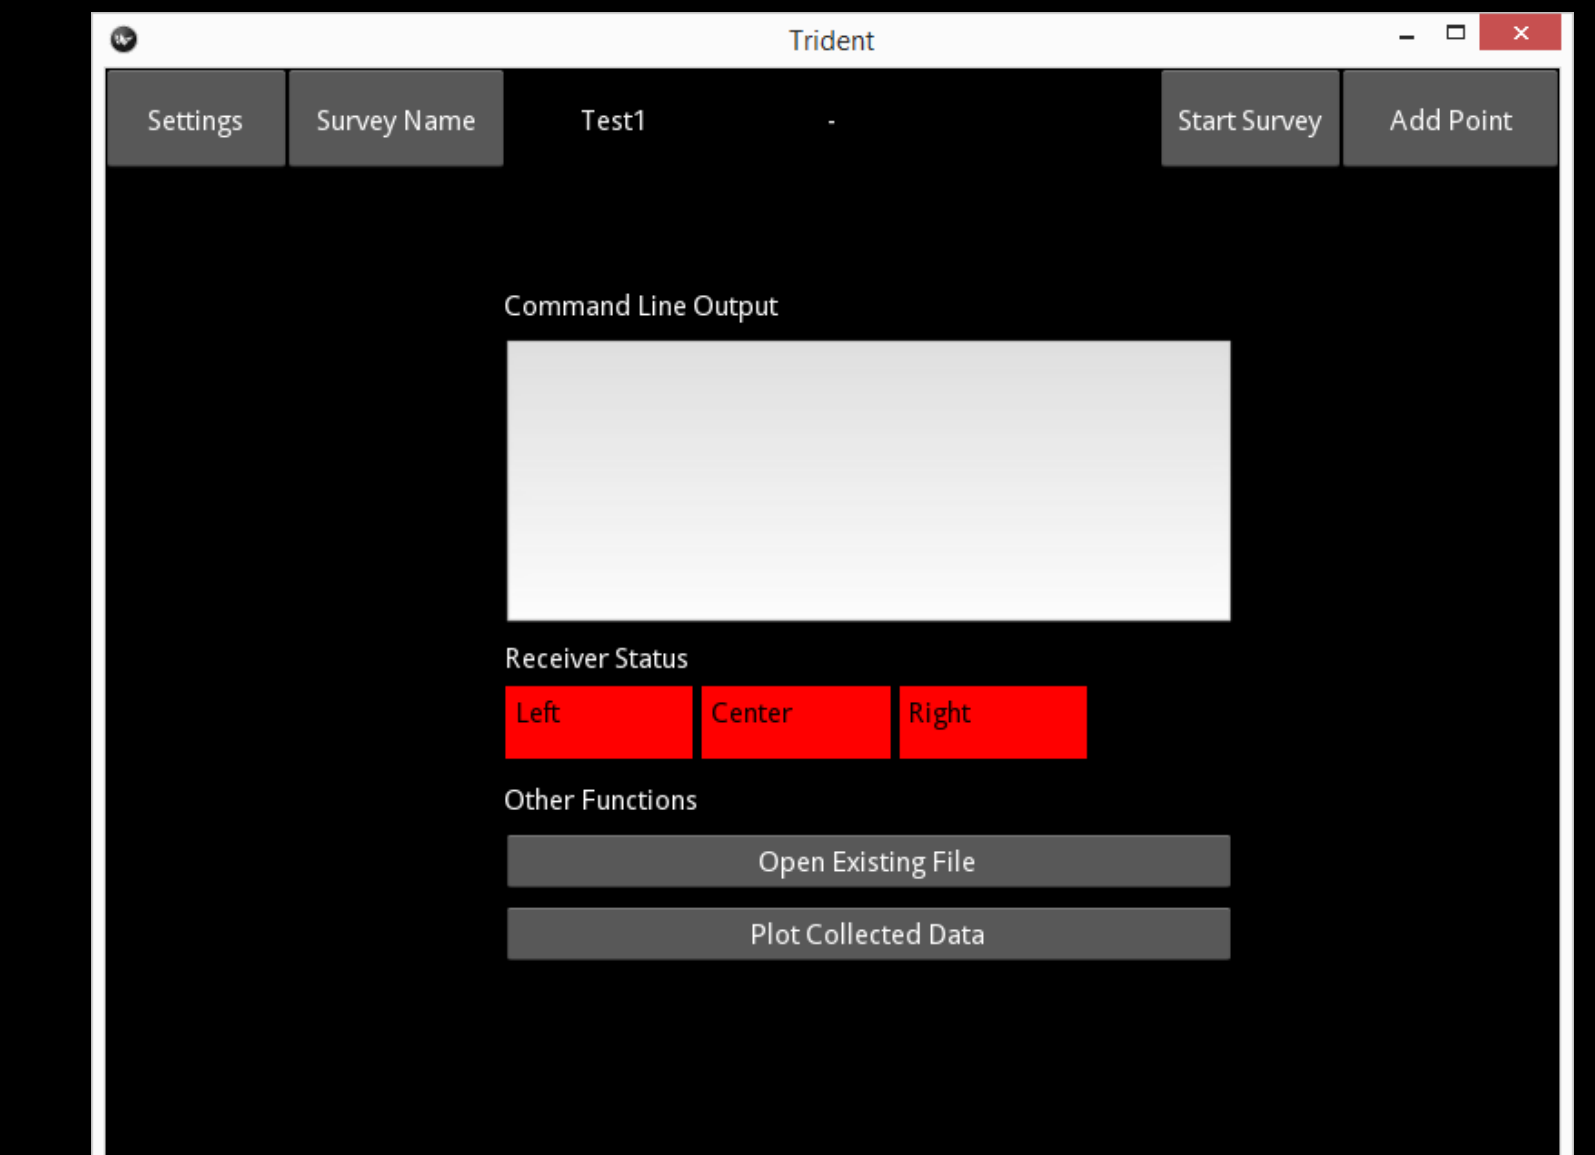 Trident
Settings Survey Name Test1 - Start Survey Add Point
Command Line Output
Receiver Status
Left Center Right
Other Functions
Open Existing File
Plot Collected Data